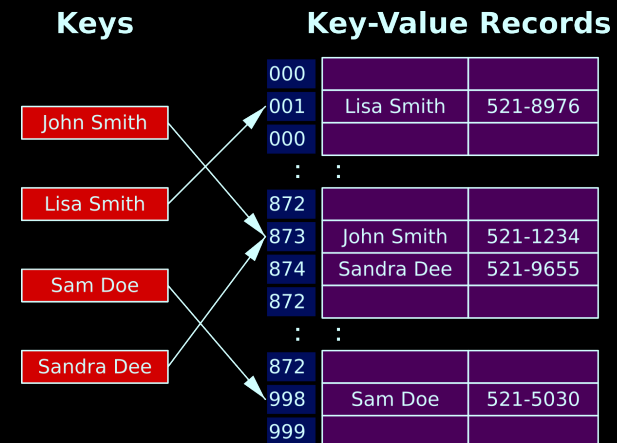 Keys
Key-Value Records
000
001 Lisa Smith 521-8976
John Smith
000
: :
Lisa Smith
872
873 John Smith 521-1234
874 Sandra Dee 521-9655
Sam Doe
872
: :
Sandra Dee
872
998 Sam Doe 521-5030
999